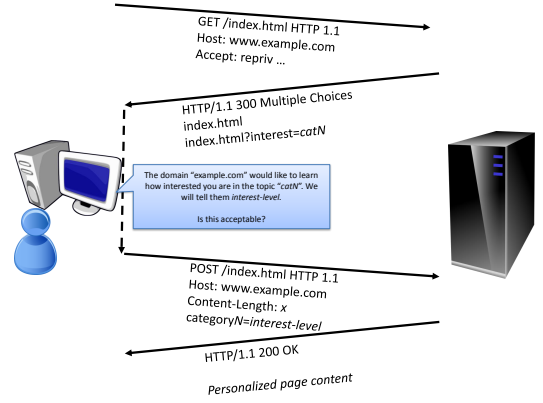 GET /index.html HTTP 1.1
Host: www.example.com
Accept: repriv ...
HTTP/1.1 300 Multiple Choices
index.html
index.html?interest=catN
The domain “example.com” would like to learn
how interested you are in the topic “catN”. We
will tell them interest-level.
Is this acceptable?
POST /index.html HTTP 1.1
Host: www.example.com
Content-Length: x
categoryN=interest-level
HTTP/1.1 200 OK
Personalized page content